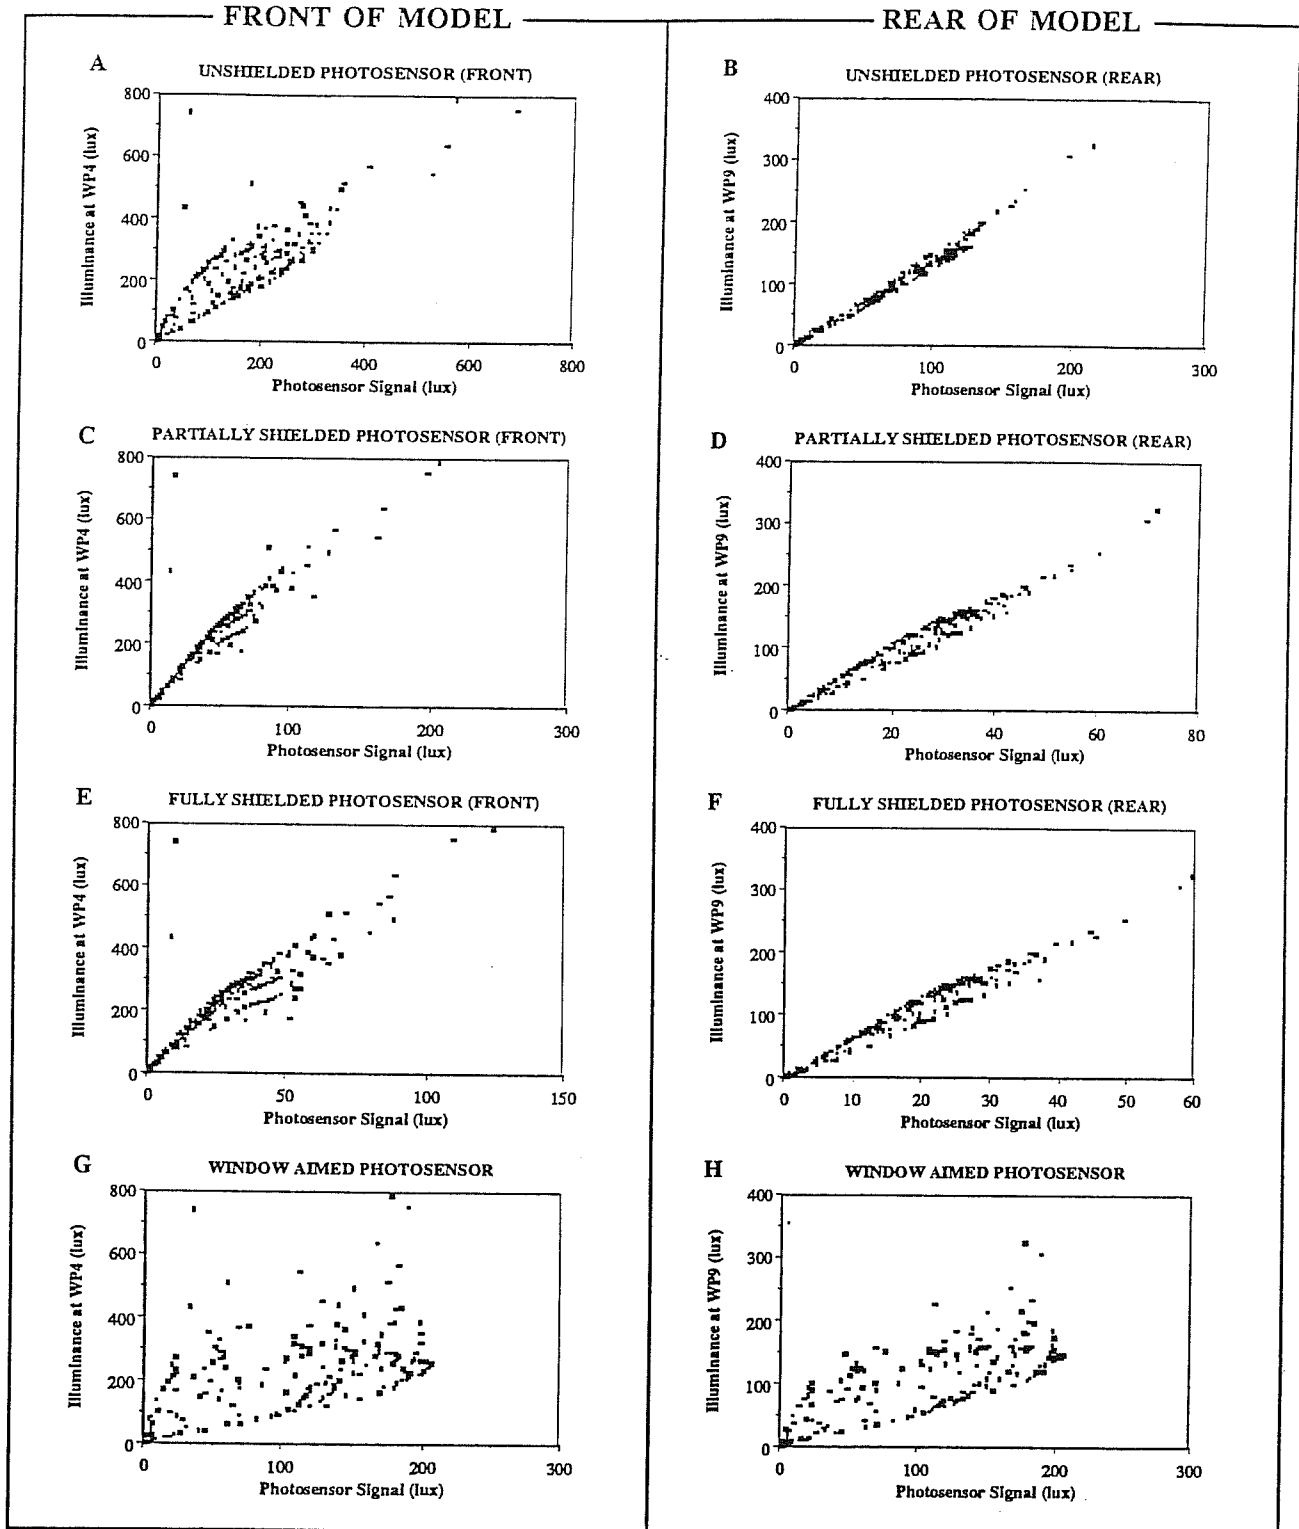 FRONT OF MODEL
REAR OF MODEL
A
UNSHIELDED PHOTOSENSOR (FRONT)
Illuminance at WP4 (lux)
800
600
400
200
0
0 200 400 600 800
Photosensor Signal (lux)
B
UNSHIELDED PHOTOSENSOR (REAR)
Illuminance at WP9 (lux)
400
300
200
100
0
0 100 200 300
Photosensor Signal (lux)
C
PARTIALLY SHIELDED PHOTOSENSOR (FRONT)
Illuminance at WP4 (lux)
800
600
400
200
0
0 100 200 300
Photosensor Signal (lux)
D
PARTIALLY SHIELDED PHOTOSENSOR (REAR)
Illuminance at WP9 (lux)
400
300
200
100
0
0 20 40 60 80
Photosensor Signal (lux)
E
FULLY SHIELDED PHOTOSENSOR (FRONT)
Illuminance at WP4 (lux)
800
600
400
200
0
0 50 100 150
Photosensor Signal (lux)
F
FULLY SHIELDED PHOTOSENSOR (REAR)
Illuminance at WP9 (lux)
400
300
200
100
0
0 10 20 30 40 50 60
Photosensor Signal (lux)
G
WINDOW AIMED PHOTOSENSOR
Illuminance at WP4 (lux)
800
600
400
200
0
0 100 200 300
Photosensor Signal (lux)
H
WINDOW AIMED PHOTOSENSOR
Illuminance at WP9 (lux)
400
300
200
100
0
0 100 200 300
Photosensor Signal (lux)